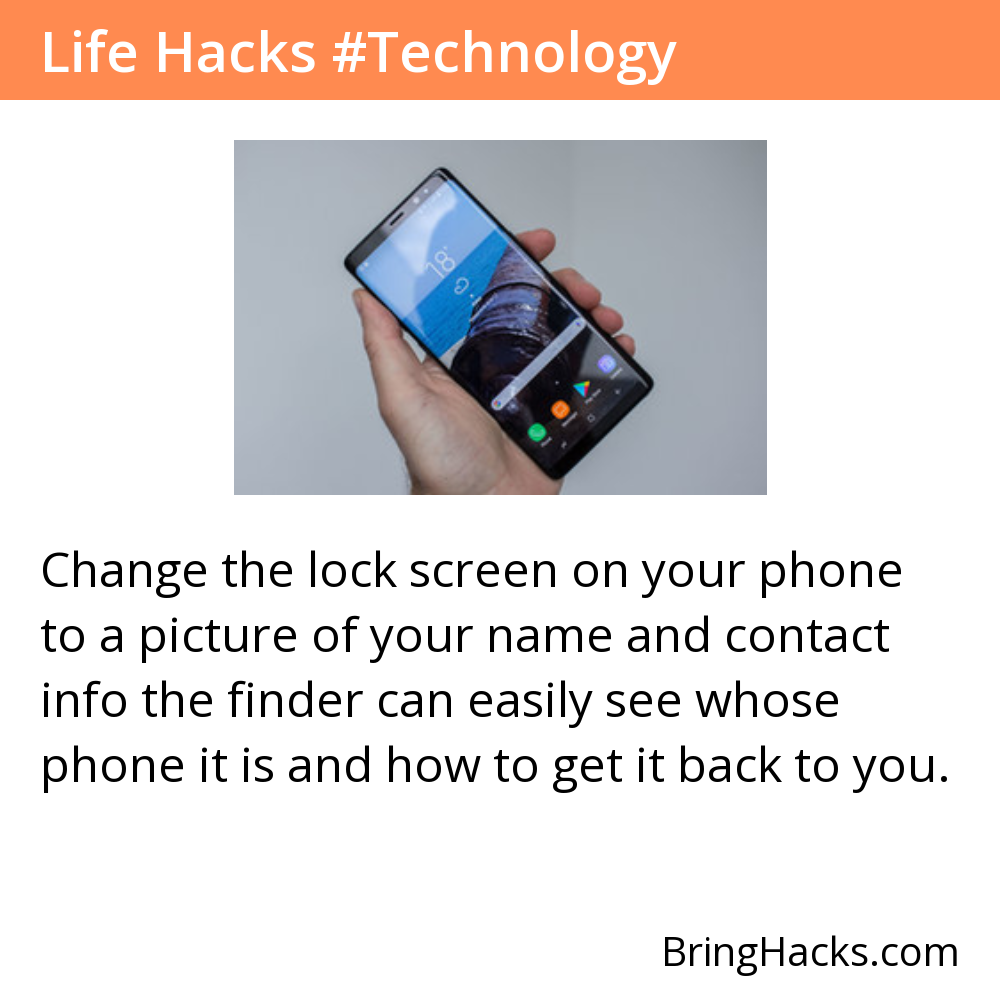 Life Hacks #Technology
18°
Change the lock screen on your phone
to a picture of your name and contact
info the finder can easily see whose
phone it is and how to get it back to you.
BringHacks.com